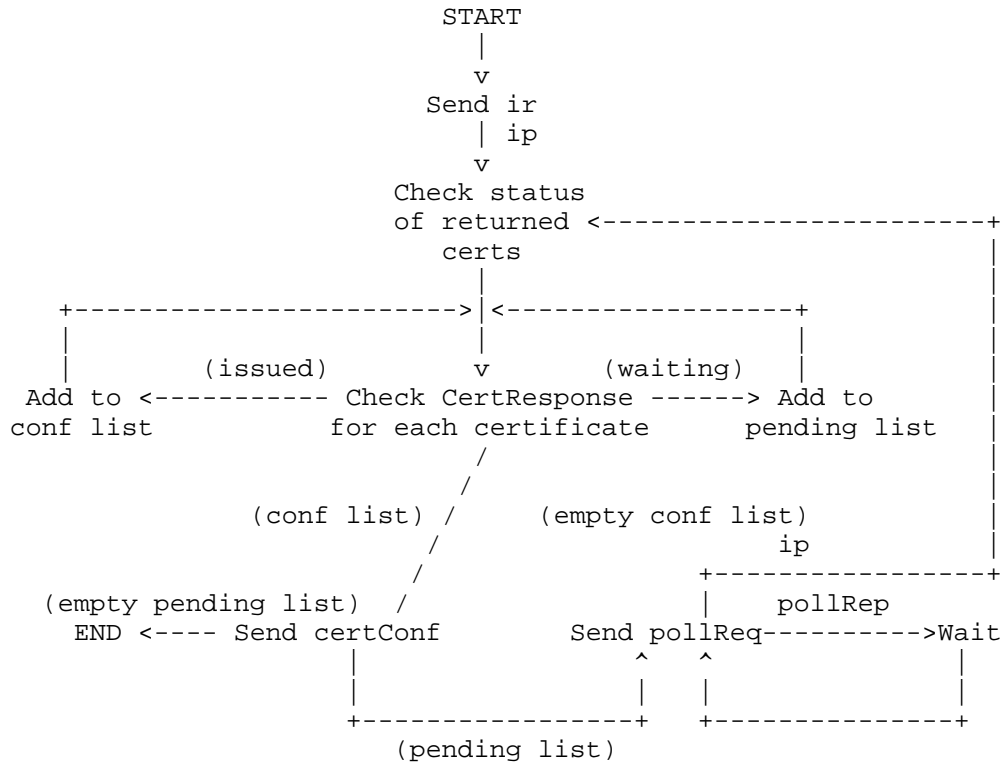 START
Send ir
ip
Check status
of returned
certs
(issued) (waiting)
Add to Check CertResponse Add to
conf list for each certificate pending list
(conf list) (empty conf list)
ip
(empty pending list) pollRep
END Send certConf Send pollReq Wait
(pending list)